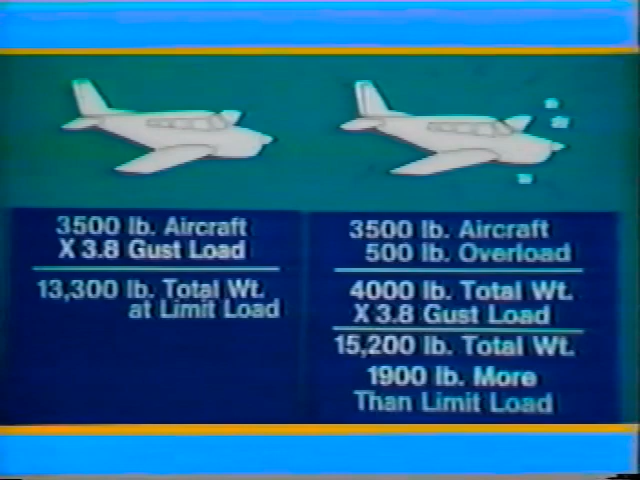 3500 lb. Aircraft
X 3.8 Gust Load
13,300 lb. Total Wt.
at Limit Load
3500 lb. Aircraft
500 lb. Overload
4000 lb. Total Wt.
X 3.8 Gust Load
15,200 lb. Total Wt.
1900 lb. More
Than Limit Load